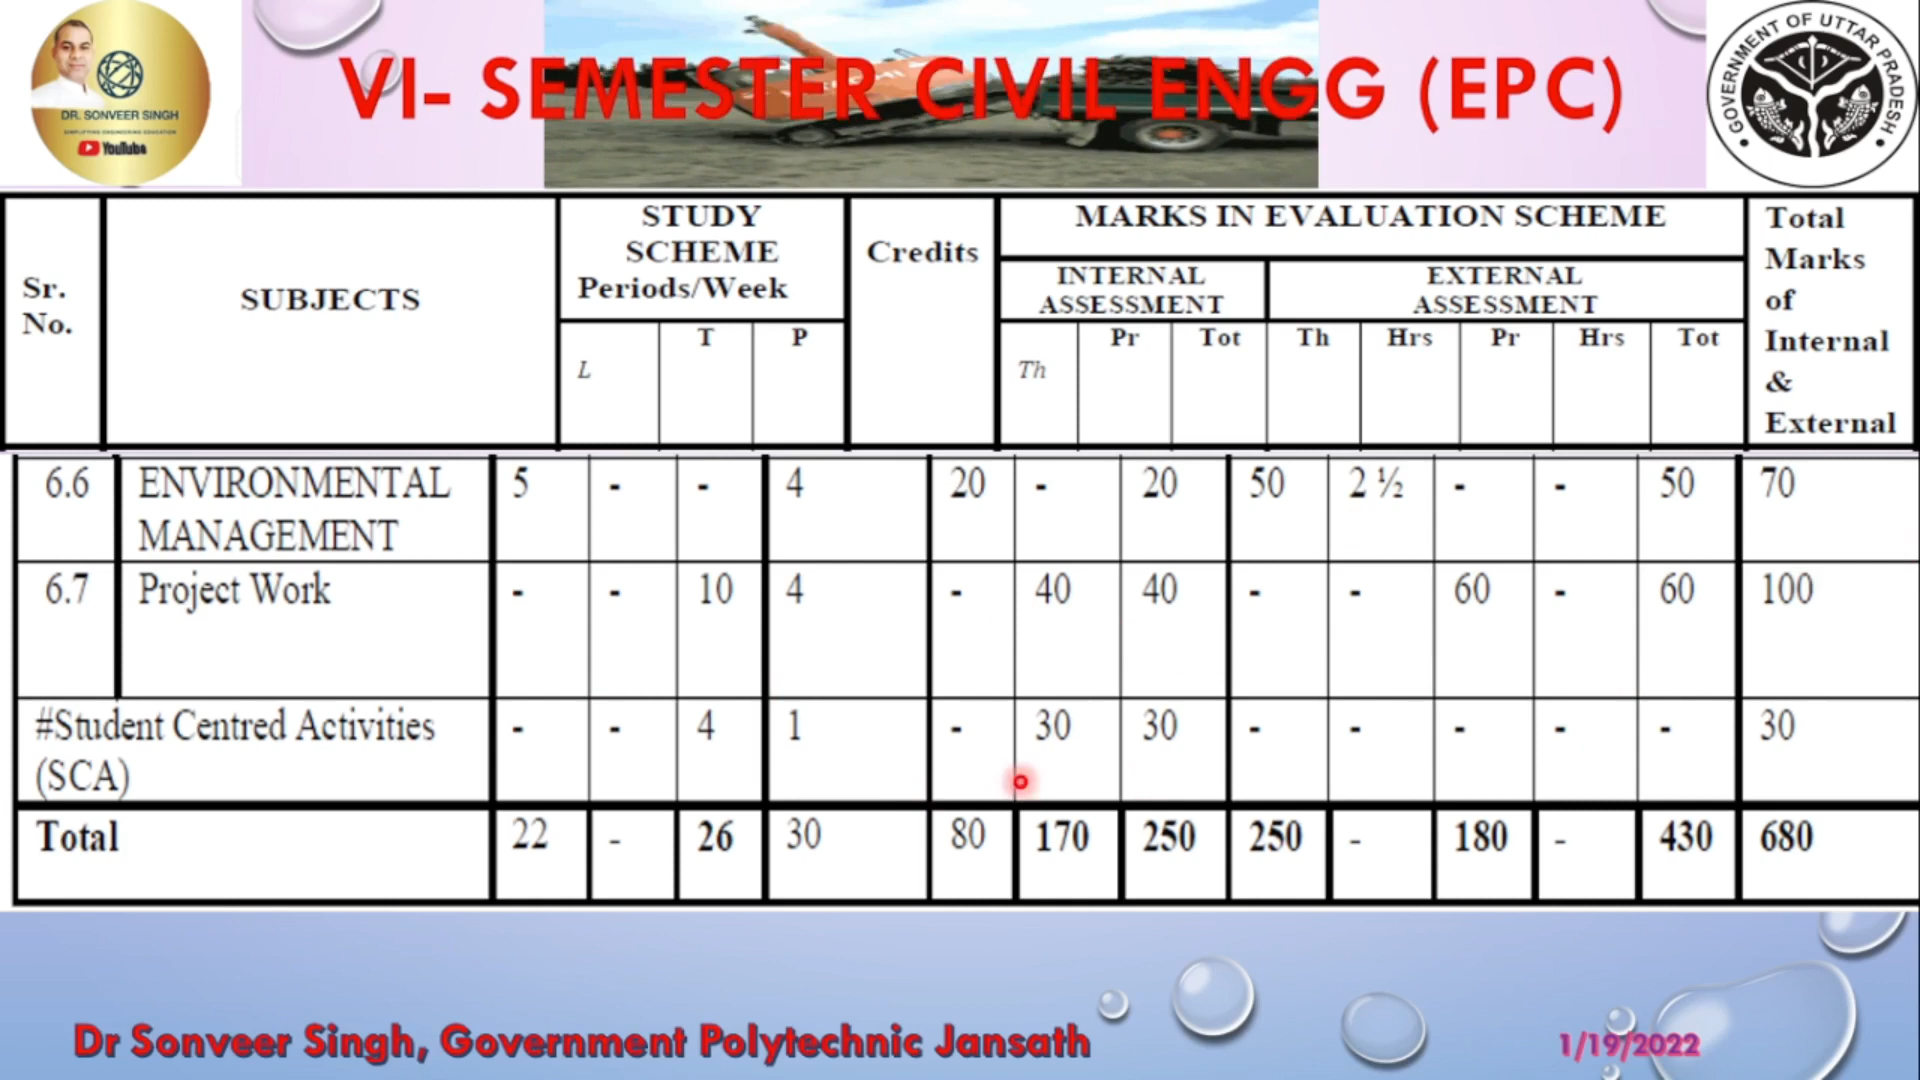 DR. SONVEER SINGH
SIMPLIFYING ENGINEERING EDUCATION
YouTube
VI- SEMESTER CIVIL ENGG (EPC)
GOVERNMENT OF UTTAR PRADESH
Sr. No. SUBJECTS STUDY SCHEME Periods/Week Credits MARKS IN EVALUATION SCHEME Total Marks of Internal & External
INTERNAL ASSESSMENT EXTERNAL ASSESSMENT
L T P Th Pr Tot Th Hrs Pr Hrs Tot
6.6 ENVIRONMENTAL MANAGEMENT 5 - - 4 20 - 20 50 2 ½ - - 50 70
6.7 Project Work - - 10 4 - 40 40 - - 60 - 60 100
#Student Centred Activities (SCA) - - 4 1 - 30 30 - - - - - 30
Total 22 - 26 30 80 170 250 250 - 180 - 430 680
Dr Sonveer Singh, Government Polytechnic Jansath
1/19/2022